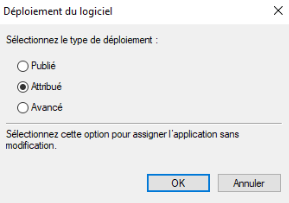 Déploiement du logiciel
Sélectionnez le type de déploiement :
Publié
Attribué
Avancé
Sélectionnez cette option pour assigner l'application sans
modification.
OK
Annuler